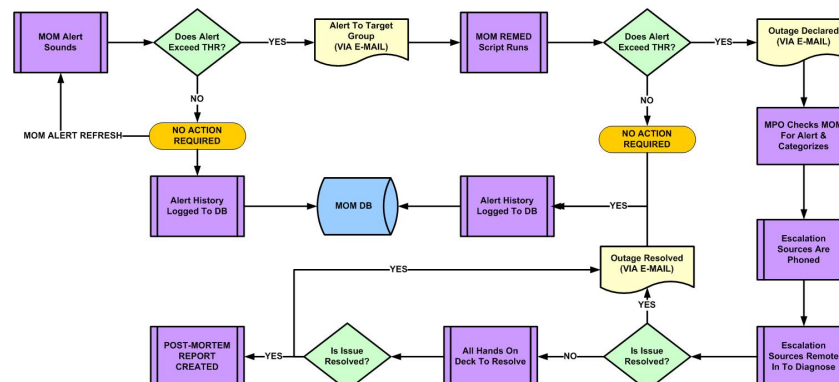 MOM Alert
Sounds
Does Alert
Exceed THR?
YES
Alert To Target
Group
(VIA E-MAIL)
MOM REMED
Script Runs
Does Alert
Exceed THR?
YES
Outage Declared
(VIA E-MAIL)
NO
NO
MOM ALERT REFRESH
NO ACTION
REQUIRED
NO ACTION
REQUIRED
MPO Checks MOM
For Alert &
Categorizes
Alert History
Logged To DB
MOM DB
Alert History
Logged To DB
YES
Escalation
Sources Are
Phoned
YES
Outage Resolved
(VIA E-MAIL)
YES
POST-MORTEM
REPORT
CREATED
YES
Is Issue
Resolved?
All Hands On
Deck To Resolve
NO
Is Issue
Resolved?
Escalation
Sources Remote
In To Diagnose